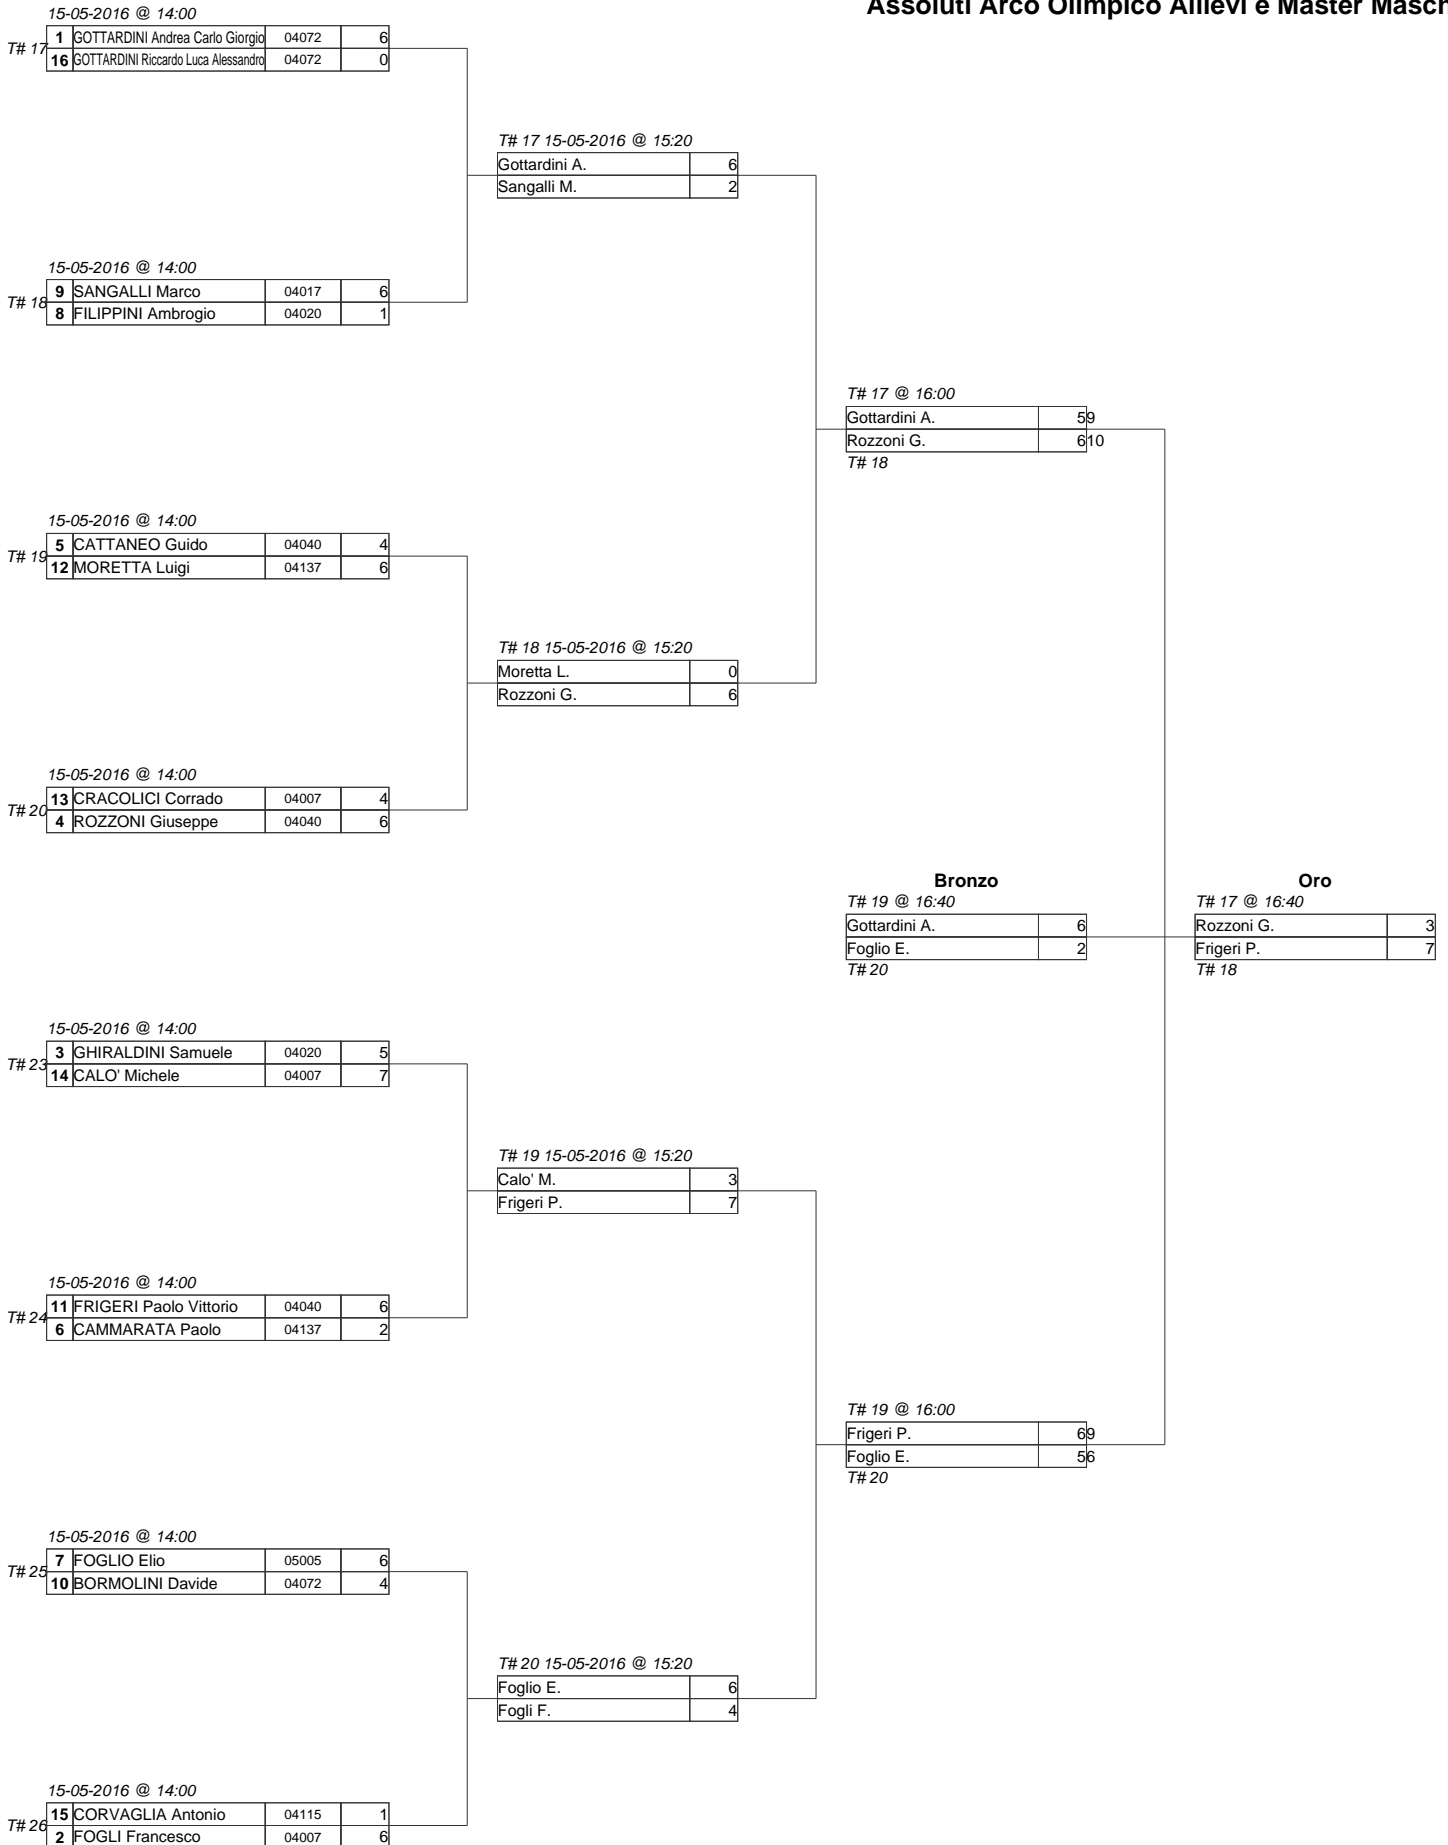 Assoluti Arco Olimpico Allievi e Master Masch
15-05-2016 @ 14:00
T# 17
1 GOTTARDINI Andrea Carlo Giorgio 04072 6
16 GOTTARDINI Riccardo Luca Alessandro 04072 0
T# 17 15-05-2016 @ 15:20
Gottardini A. 6
Sangalli M. 2
15-05-2016 @ 14:00
T# 18
9 SANGALLI Marco 04017 6
8 FILIPPINI Ambrogio 04020 1
T# 17 @ 16:00
Gottardini A. 5 9
Rozzoni G. 6 10
T# 18
15-05-2016 @ 14:00
T# 19
5 CATTANEO Guido 04040 4
12 MORETTA Luigi 04137 6
T# 18 15-05-2016 @ 15:20
Moretta L. 0
Rozzoni G. 6
15-05-2016 @ 14:00
T# 20
13 CRACOLICI Corrado 04007 4
4 ROZZONI Giuseppe 04040 6
Bronzo
T# 19 @ 16:40
Gottardini A. 6
Foglio E. 2
T# 20
Oro
T# 17 @ 16:40
Rozzoni G. 3
Frigeri P. 7
T# 18
15-05-2016 @ 14:00
T# 23
3 GHIRALDINI Samuele 04020 5
14 CALO' Michele 04007 7
T# 19 15-05-2016 @ 15:20
Calo' M. 3
Frigeri P. 7
15-05-2016 @ 14:00
T# 24
11 FRIGERI Paolo Vittorio 04040 6
6 CAMMARATA Paolo 04137 2
T# 19 @ 16:00
Frigeri P. 6 9
Foglio E. 5 6
T# 20
15-05-2016 @ 14:00
T# 25
7 FOGLIO Elio 05005 6
10 BORMOLINI Davide 04072 4
T# 20 15-05-2016 @ 15:20
Foglio E. 6
Fogli F. 4
15-05-2016 @ 14:00
T# 26
15 CORVAGLIA Antonio 04115 1
2 FOGLI Francesco 04007 6